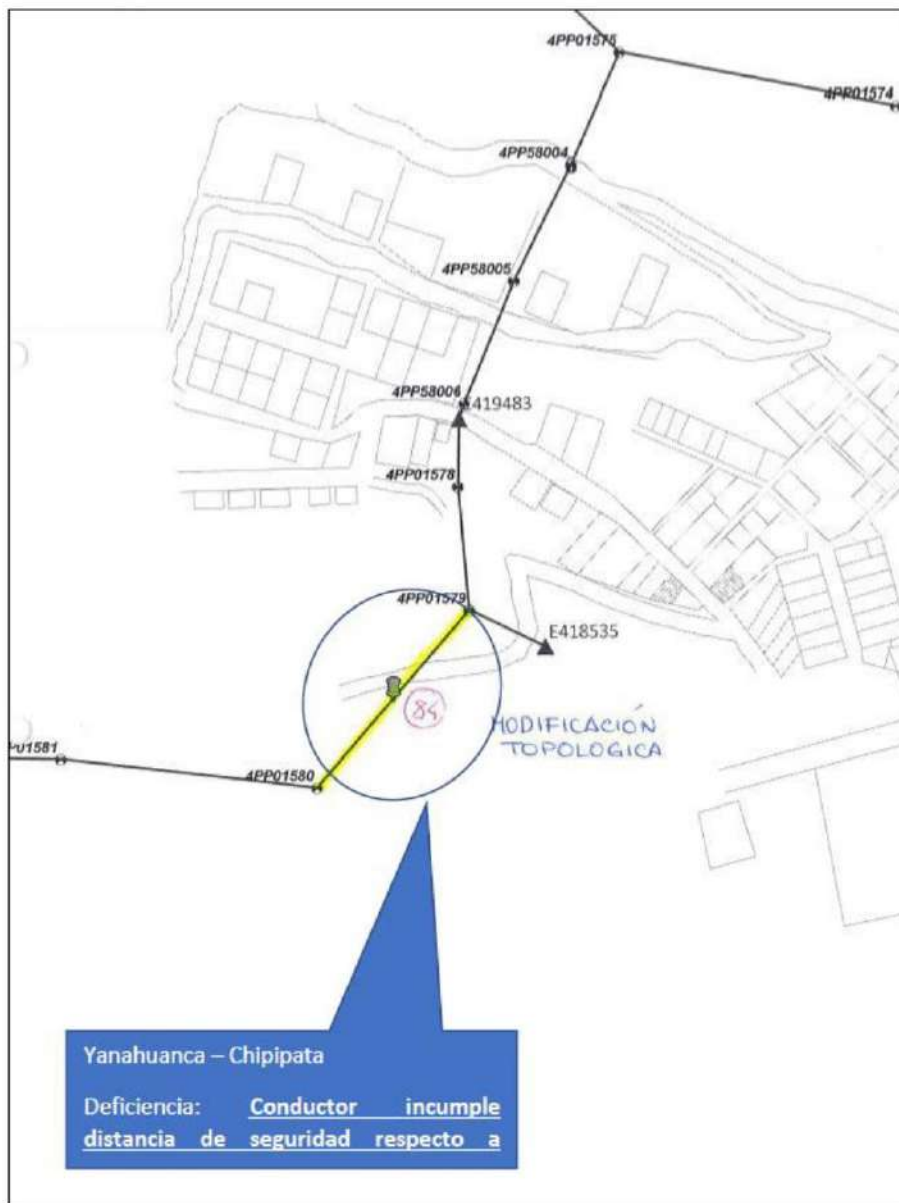 4PP01575
4PP01574
4PP58004
4PP58005
4PP58006
E419483
4PP01578
4PP01579
E418535
84
MODIFICACIÓN
TOPOLOGICA
4PP01580
Yanahuanca – Chipipata
Deficiencia: Conductor incumple
distancia de seguridad respecto a